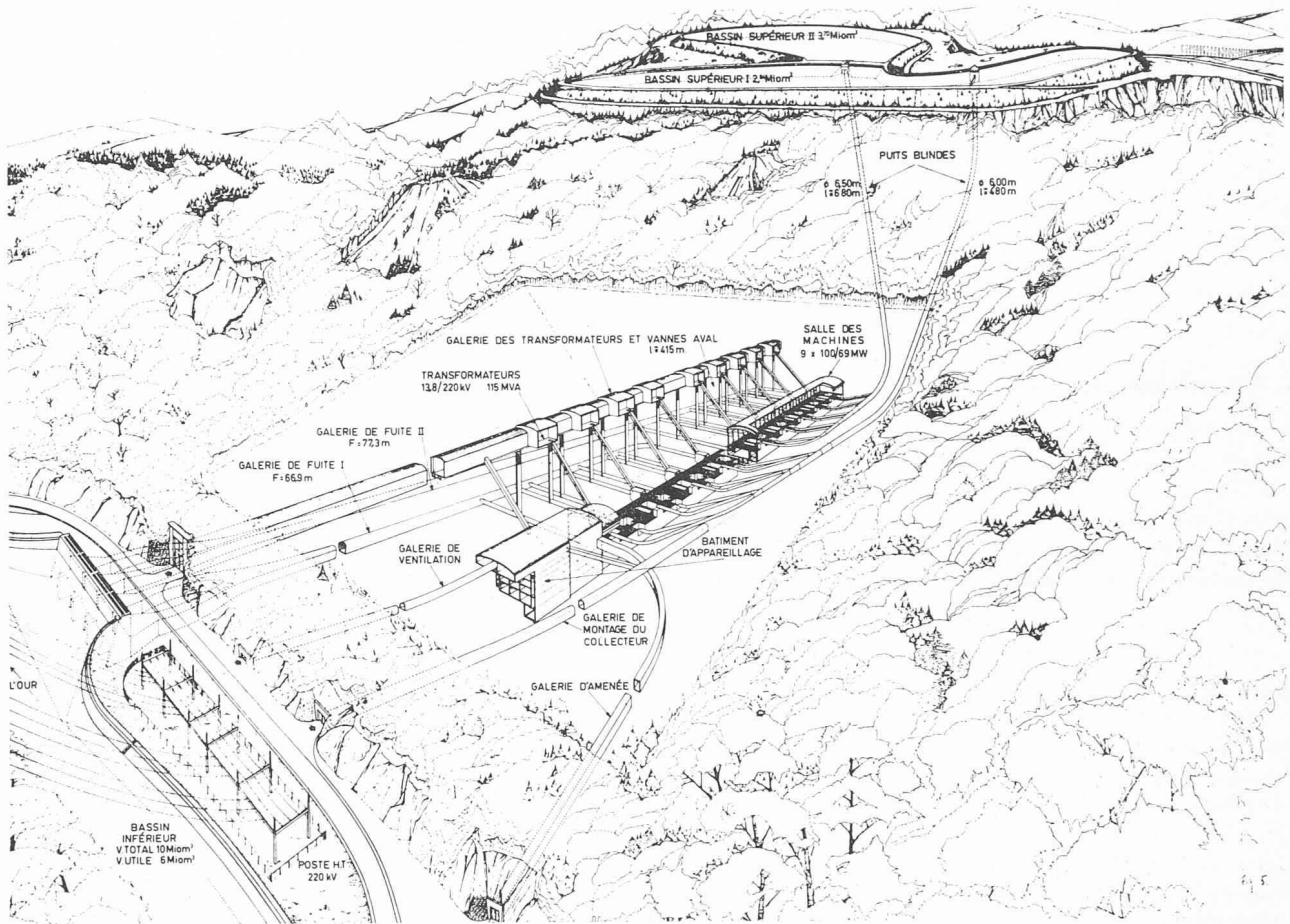 BASSIN SUPÉRIEUR II 3,70 Miom³
BASSIN SUPÉRIEUR I 2, Miom³
PUITS BLINDES
ø 6,50m
l=680m
ø 6,00m
l=480m
GALERIE DES TRANSFORMATEURS ET VANNES AVAL
l=415m
SALLE DES
MACHINES
9 x 100/69MW
TRANSFORMATEURS
13,8/220 kV 115 MVA
GALERIE DE FUITE II
F=77,3m
GALERIE DE FUITE I
F=66,9m
GALERIE DE
VENTILATION
BATIMENT
D'APPAREILLAGE
GALERIE DE
MONTAGE DU
COLLECTEUR
GALERIE D'AMENÉE
L'OUR
BASSIN
INFÉRIEUR
V.TOTAL 10Miom³
V.UTILE 6Miom³
POSTE H.T
220 kV